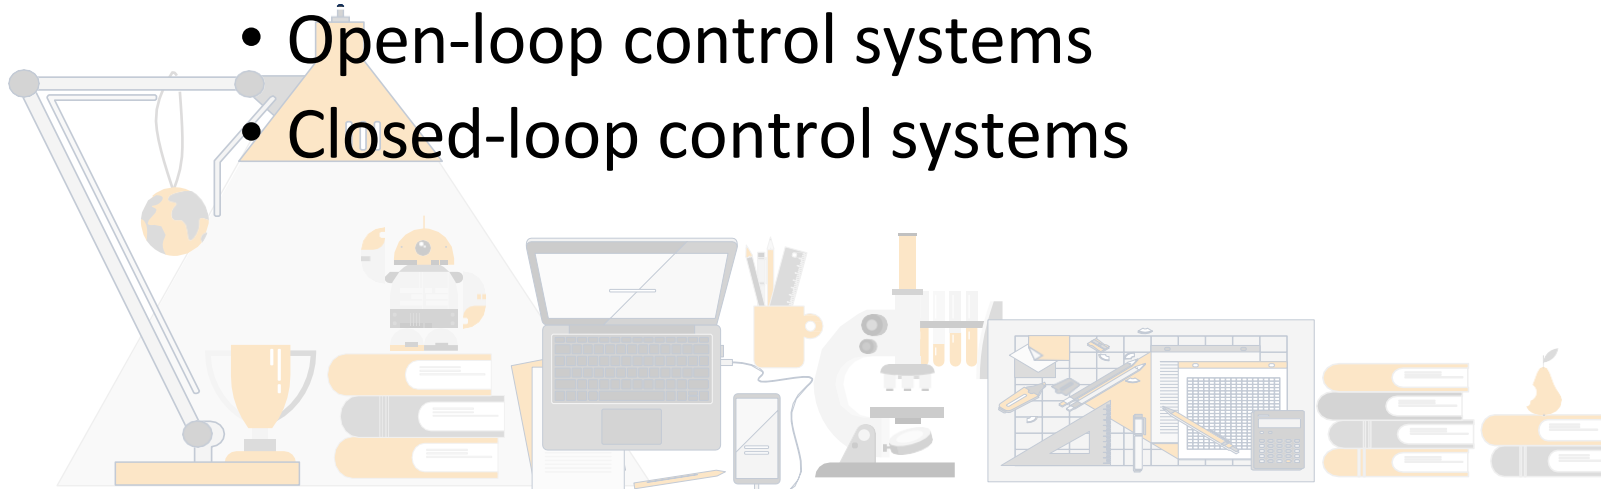 • Open-loop control systems
• Closed-loop control systems